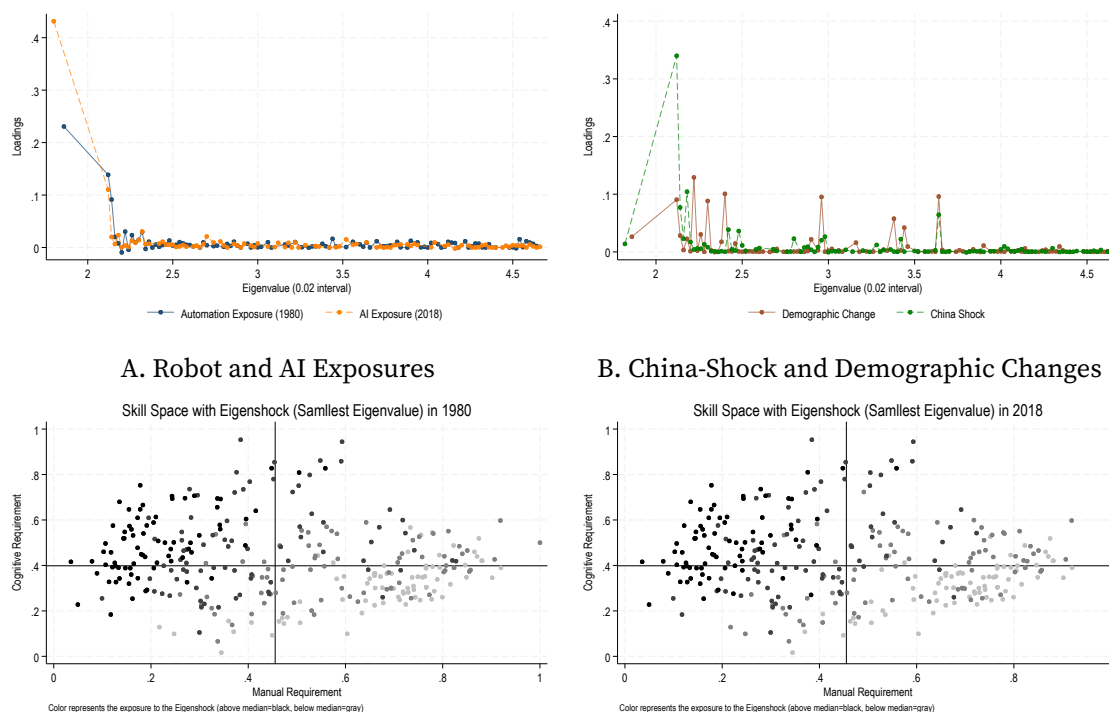 .4
.3
.2
.1
0
Loadings
2
2.5
3
3.5
4
4.5
Eigenvalue (0.02 interval)
Automation Exposure (1980)
AI Exposure (2018)
.4
.3
.2
.1
0
Loadings
2
2.5
3
3.5
4
4.5
Eigenvalue (0.02 interval)
Demographic Change
China Shock
A. Robot and AI Exposures
B. China-Shock and Demographic Changes
Skill Space with Eigenshock (Samllest Eigenvalue) in 1980
1
.8
.6
.4
.2
0
Cognitive Requirement
0
.2
.4
.6
.8
1
Manual Requirement
Color represents the exposure to the Eigenshock (above median=black, below median=gray)
Skill Space with Eigenshock (Samllest Eigenvalue) in 2018
1
.8
.6
.4
.2
0
Cognitive Requirement
0
.2
.4
.6
.8
Manual Requirement
Color represents the exposure to the Eigenshock (above median=black, below median=gray)